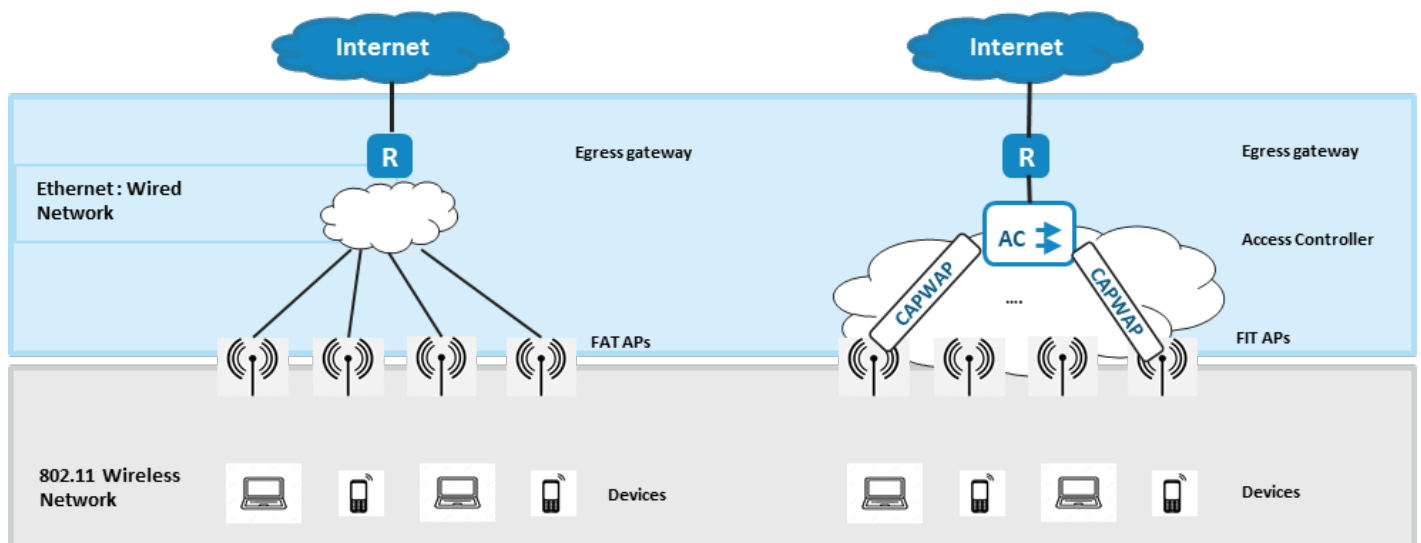 Internet
Internet
R
Egress gateway
R
Egress gateway
Ethernet : Wired
Network
AC
Access Controller
CAPWAP
....
CAPWAP
FAT APs
FIT APs
802.11 Wireless
Network
Devices
Devices